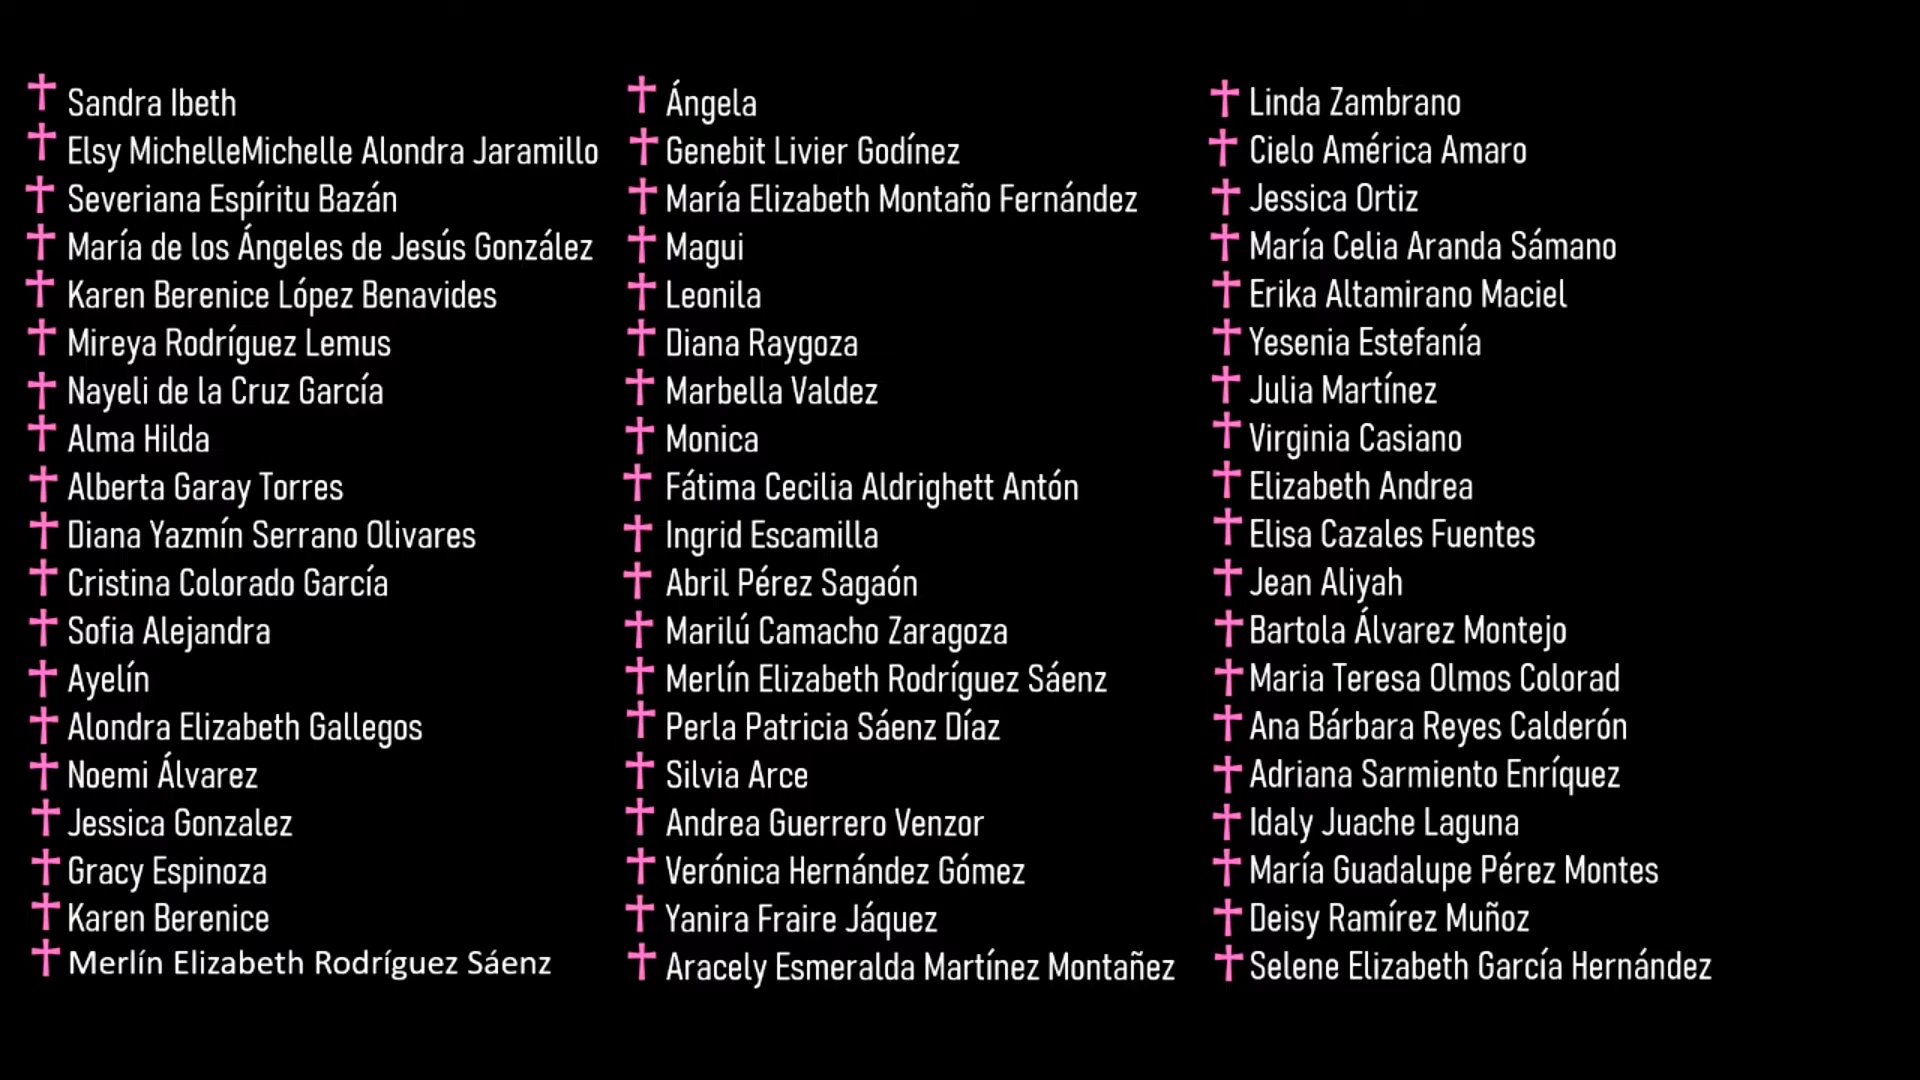 Sandra Ibeth
Elsy MichelleMichelle Alondra Jaramillo
Severiana Espíritu Bazán
María de los Ángeles de Jesús González
Karen Berenice López Benavides
Mireya Rodríguez Lemus
Nayeli de la Cruz García
Alma Hilda
Alberta Garay Torres
Diana Yazmín Serrano Olivares
Cristina Colorado García
Sofia Alejandra
Ayelín
Alondra Elizabeth Gallegos
Noemi Álvarez
Jessica Gonzalez
Gracy Espinoza
Karen Berenice
Merlín Elizabeth Rodríguez Sáenz
Ángela
Genebit Livier Godínez
María Elizabeth Montaño Fernández
Magui
Leonila
Diana Raygoza
Marbella Valdez
Monica
Fátima Cecilia Aldrighett Antón
Ingrid Escamilla
Abril Pérez Sagaón
Marilú Camacho Zaragoza
Merlín Elizabeth Rodríguez Sáenz
Perla Patricia Sáenz Díaz
Silvia Arce
Andrea Guerrero Venzor
Verónica Hernández Gómez
Yanira Fraire Jáquez
Aracely Esmeralda Martínez Montañez
Linda Zambrano
Cielo América Amaro
Jessica Ortiz
María Celia Aranda Sámano
Erika Altamirano Maciel
Yesenia Estefanía
Julia Martínez
Virginia Casiano
Elizabeth Andrea
Elisa Cazales Fuentes
Jean Aliyah
Bartola Álvarez Montejo
Maria Teresa Olmos Colorad
Ana Bárbara Reyes Calderón
Adriana Sarmiento Enríquez
Idaly Juache Laguna
María Guadalupe Pérez Montes
Deisy Ramírez Muñoz
Selene Elizabeth García Hernández